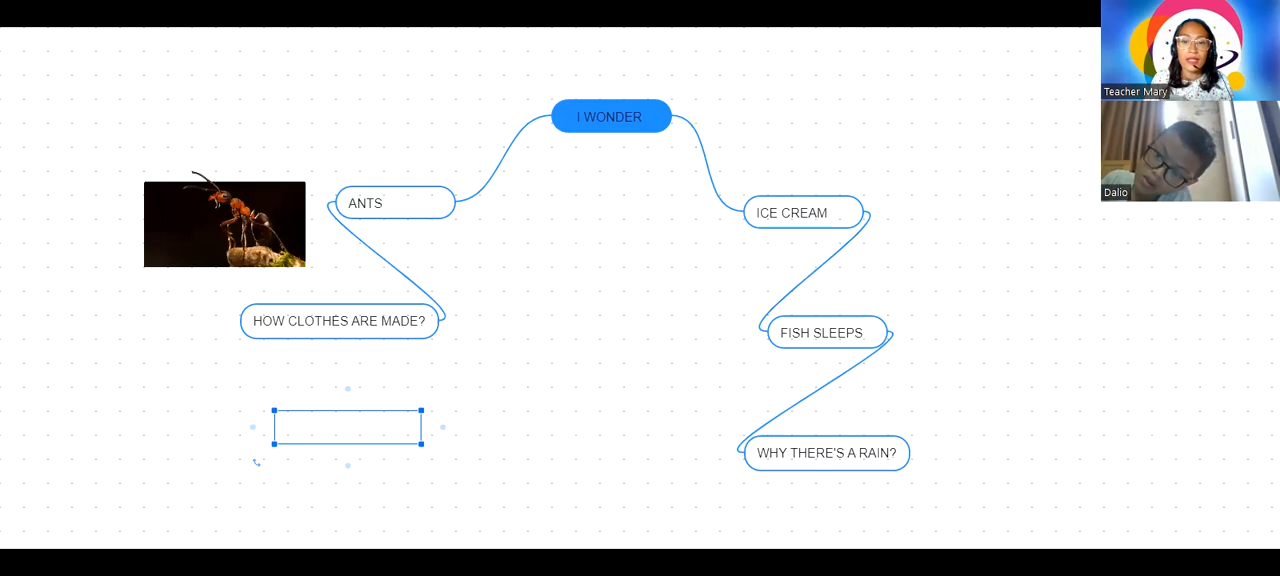 I WONDER
Teacher Mary
ANTS
ICE CREAM
Dalio
HOW CLOTHES ARE MADE?
FISH SLEEPS
WHY THERE'S A RAIN?